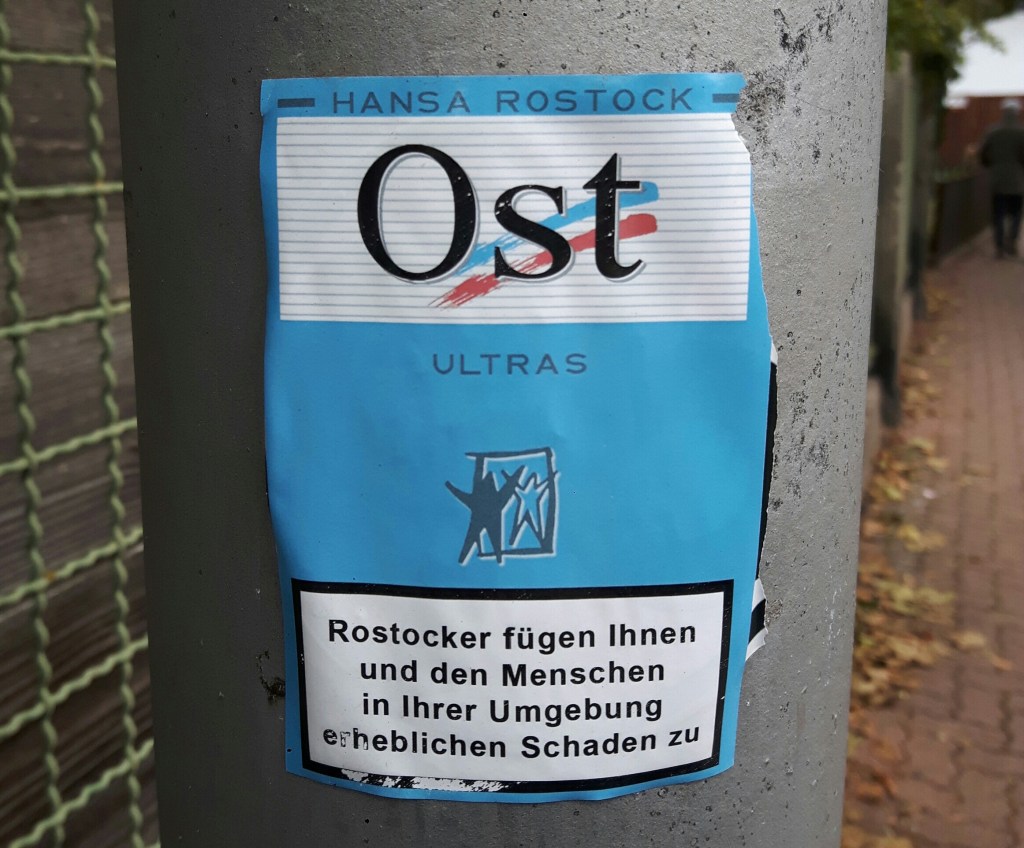 HANSA ROSTOCK
Ost
ULTRAS
Rostocker fügen Ihnen
und den Menschen
in Ihrer Umgebung
erheblichen Schaden zu